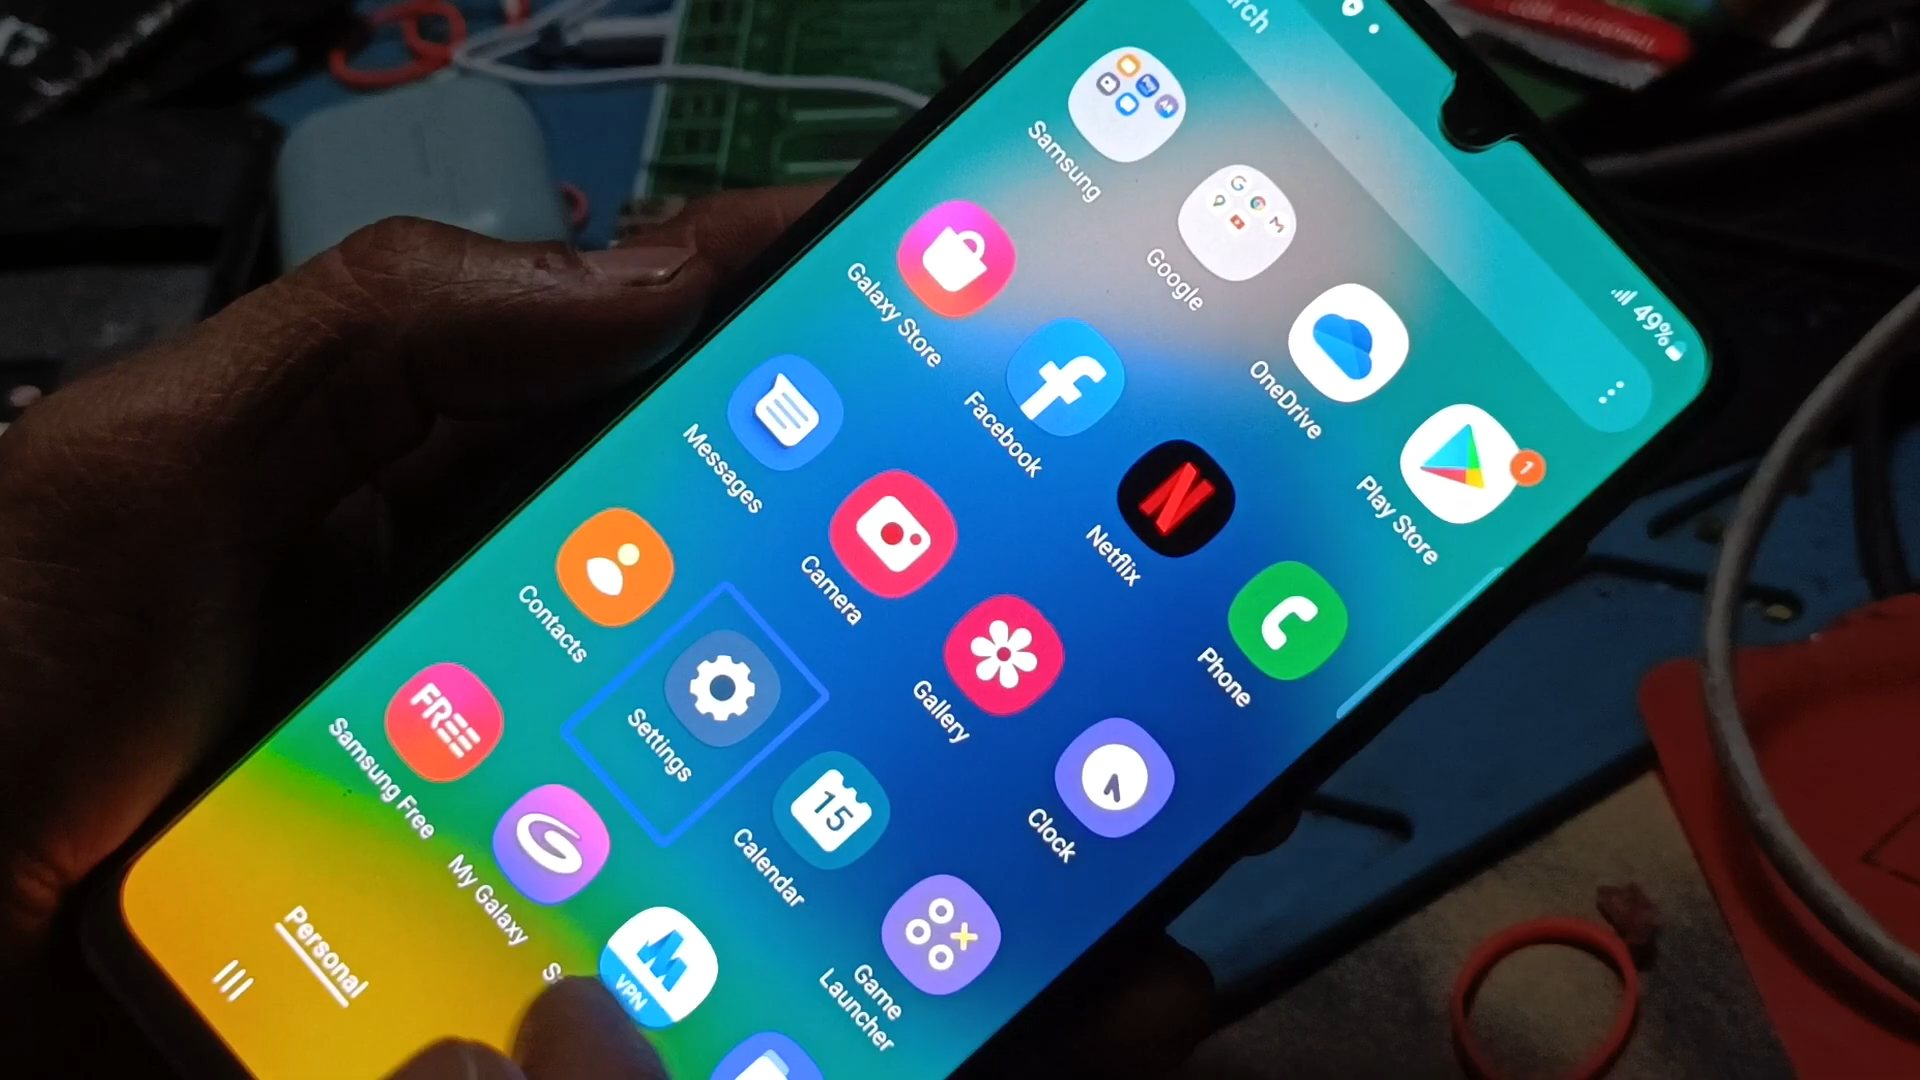 49%
Samsung
Google
OneDrive
Play Store
1
Galaxy Store
Facebook
Netflix
Phone
Messages
Camera
Gallery
Clock
Contacts
Settings
15
Calendar
Game
Launcher
FREE
Samsung Free
My Galaxy
VPN
Personal